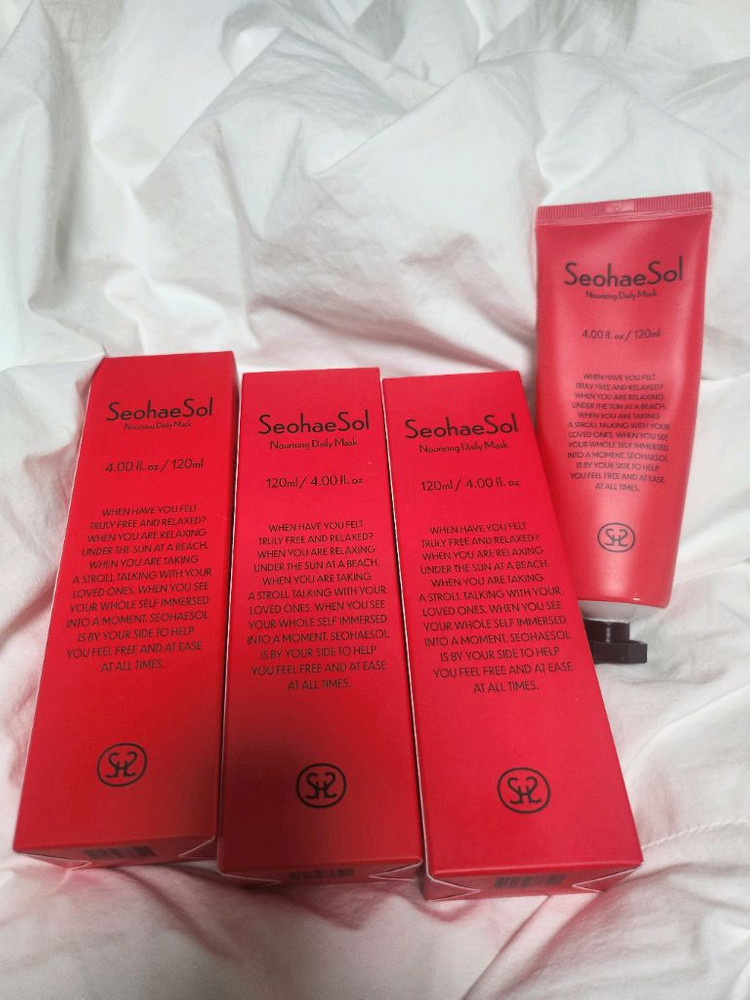 SeohaeSol
Nourising Daily Mask
4.00 fl. oz / 120ml
WHEN HAVE YOU FELT
TRULY FREE AND RELAXED?
WHEN YOU ARE RELAXING
UNDER THE SUN AT A BEACH.
WHEN YOU ARE TAKING
A STROLL TALKING WITH YOUR
LOVED ONES. WHEN YOU SEE
YOUR WHOLE SELF IMMERSED
INTO A MOMENT. SEOHAESOL
IS BY YOUR SIDE TO HELP
YOU FEEL FREE AND AT EASE
AT ALL TIMES.
SHS
SeohaeSol
Nourising Daily Mask
120ml / 4.00 fl. oz
WHEN HAVE YOU FELT
TRULY FREE AND RELAXED?
WHEN YOU ARE RELAXING
UNDER THE SUN AT A BEACH.
WHEN YOU ARE TAKING
A STROLL TALKING WITH YOUR
LOVED ONES. WHEN YOU SEE
YOUR WHOLE SELF IMMERSED
INTO A MOMENT. SEOHAESOL
IS BY YOUR SIDE TO HELP
YOU FEEL FREE AND AT EASE
AT ALL TIMES.
SHS
SeohaeSol
Nourising Daily Mask
120ml / 4.00 fl. oz
WHEN HAVE YOU FELT
TRULY FREE AND RELAXED?
WHEN YOU ARE RELAXING
UNDER THE SUN AT A BEACH.
WHEN YOU ARE TAKING
A STROLL TALKING WITH YOUR
LOVED ONES. WHEN YOU SEE
YOUR WHOLE SELF IMMERSED
INTO A MOMENT. SEOHAESOL
IS BY YOUR SIDE TO HELP
YOU FEEL FREE AND AT EASE
AT ALL TIMES.
SHS
SeohaeSol
Nourising Daily Mask
4.00 fl. oz / 120ml
WHEN HAVE YOU FELT
TRULY FREE AND RELAXED?
WHEN YOU ARE RELAXING
UNDER THE SUN AT A BEACH.
WHEN YOU ARE TAKING
A STROLL TALKING WITH YOUR
LOVED ONES. WHEN YOU SEE
YOUR WHOLE SELF IMMERSED
INTO A MOMENT. SEOHAESOL
IS BY YOUR SIDE TO HELP
YOU FEEL FREE AND AT EASE
AT ALL TIMES.
SHS